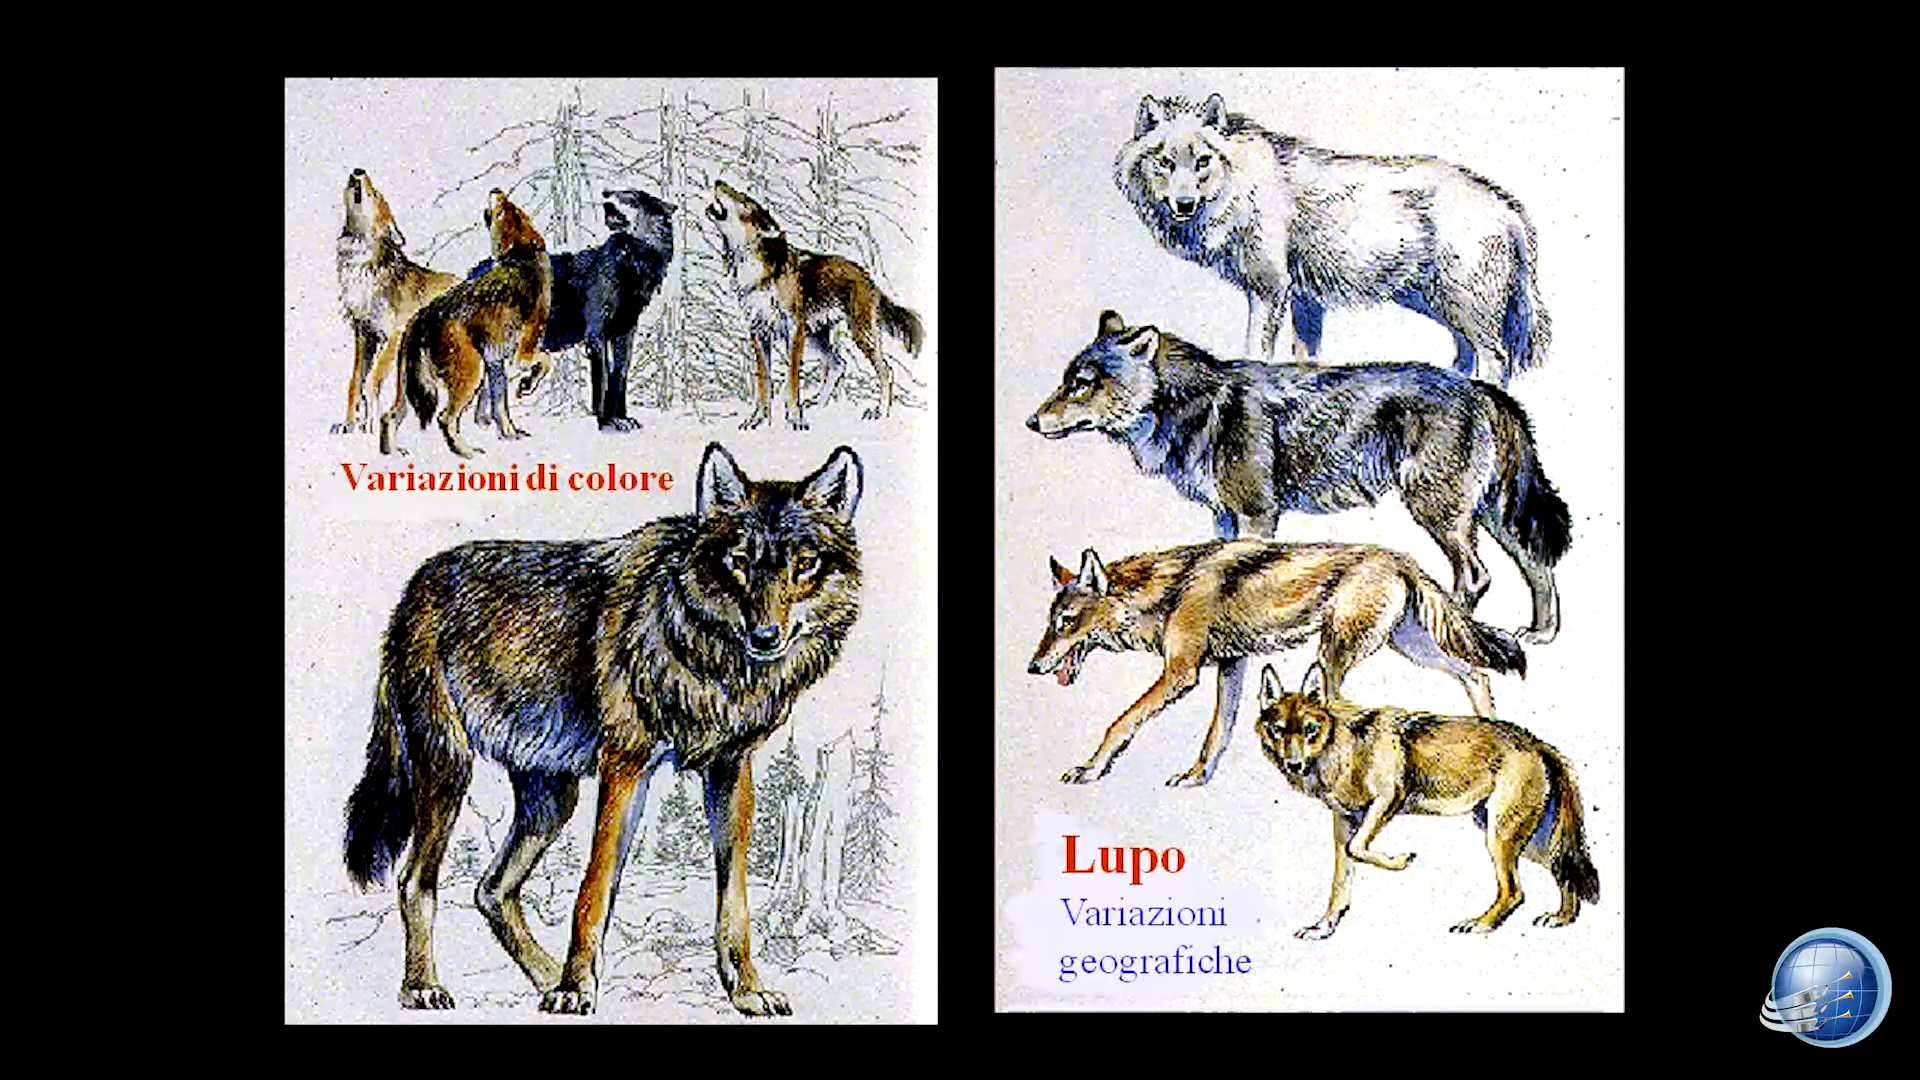 Variazioni di colore
Lupo
Variazioni
geografiche